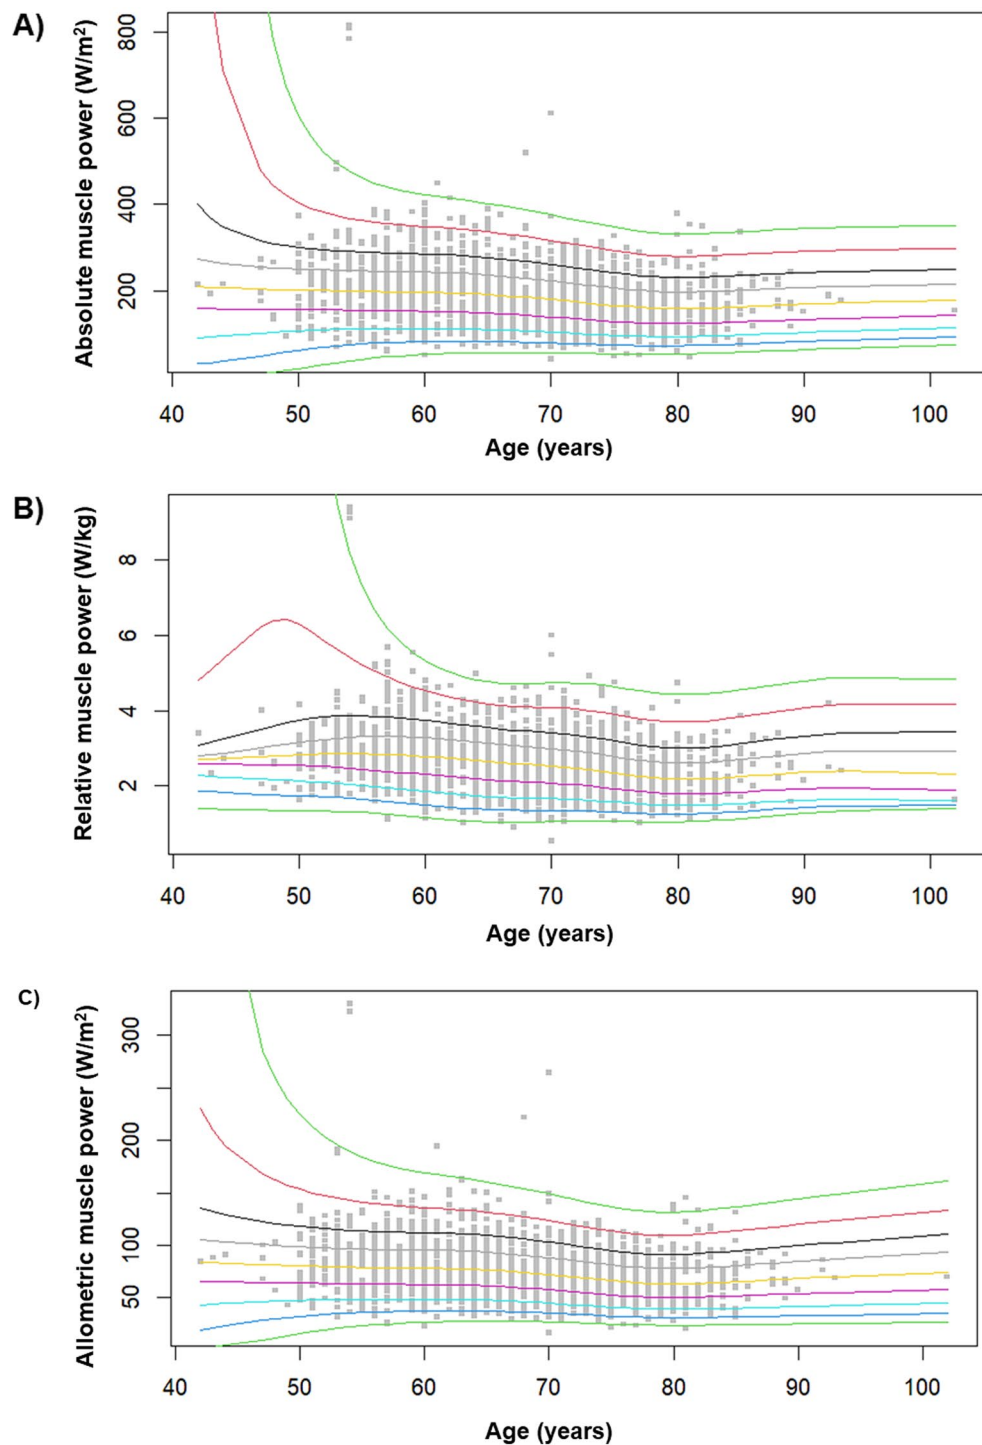 A)
Absolute muscle power (W/m²)
800
600
400
200
40 50 60 70 80 90 100
Age (years)
B)
Relative muscle power (W/kg)
8
6
4
2
40 50 60 70 80 90 100
Age (years)
C)
Allometric muscle power (W/m²)
300
200
100
50
40 50 60 70 80 90 100
Age (years)